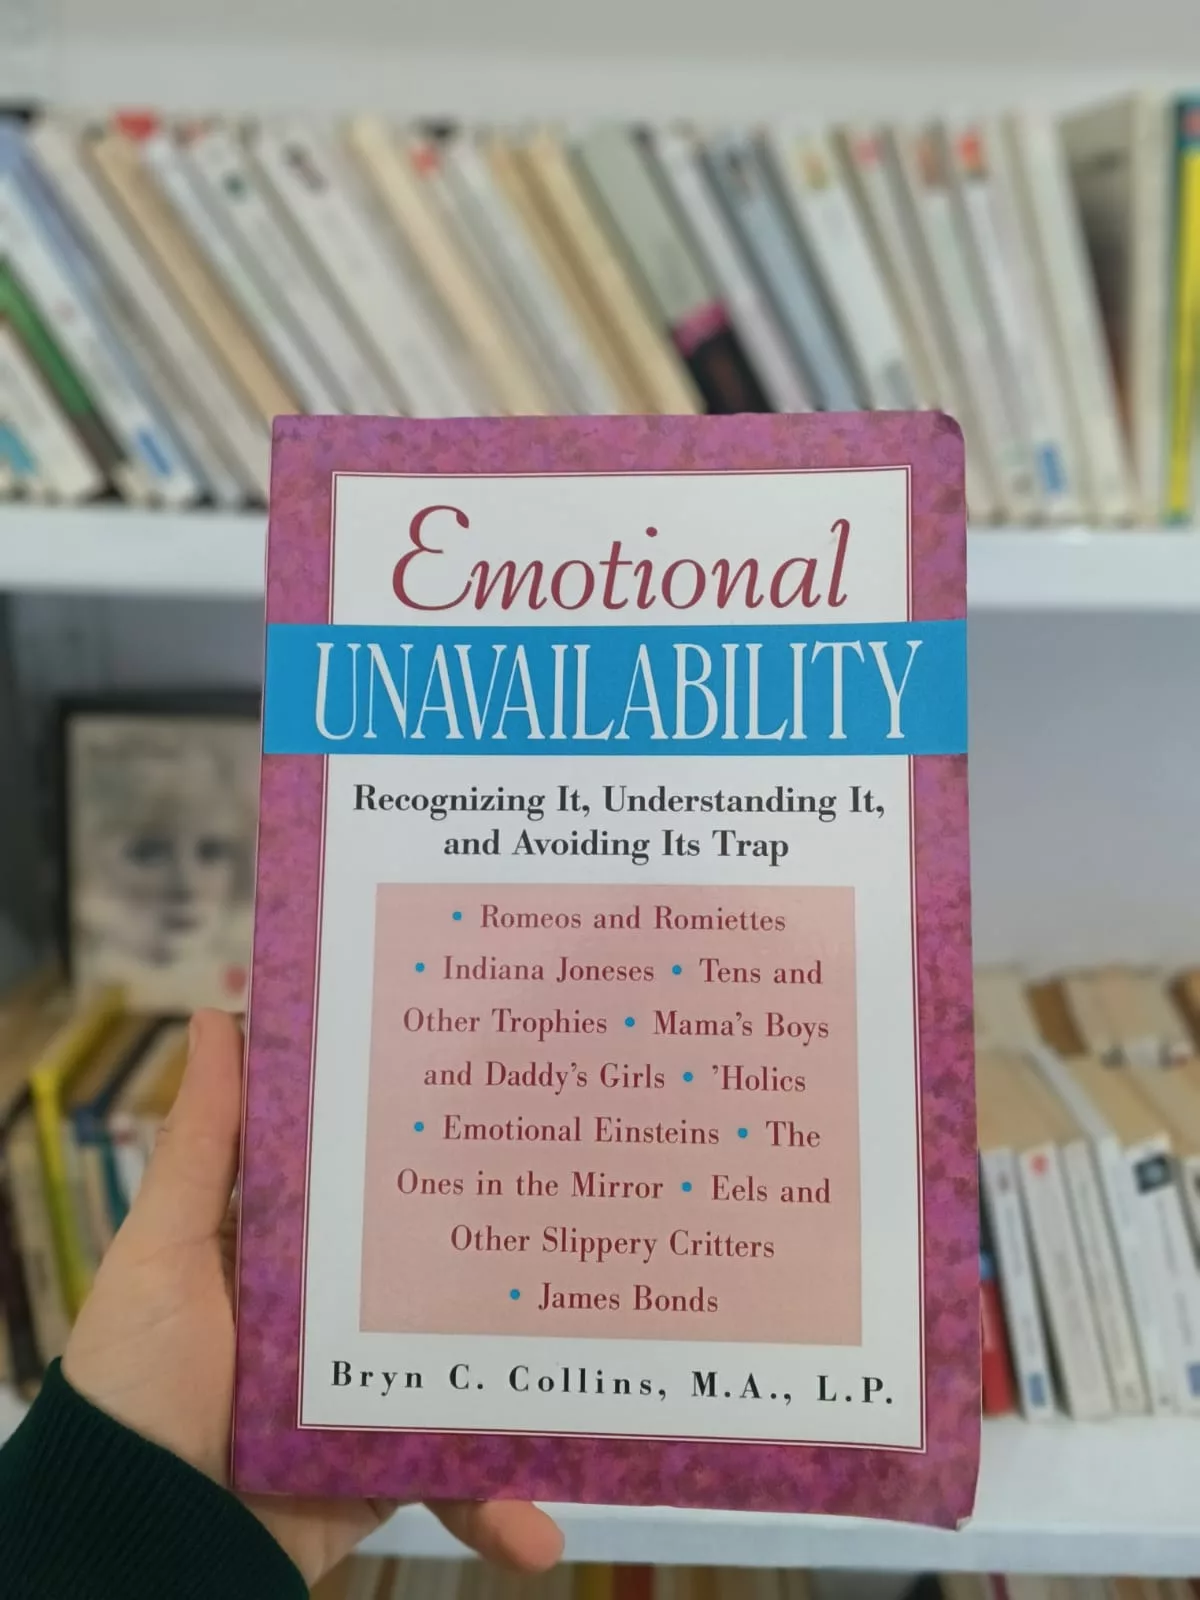 Emotional
UNAVAILABILITY
Recognizing It, Understanding It,
and Avoiding Its Trap
• Romeos and Romiettes
• Indiana Joneses • Tens and
Other Trophies • Mama's Boys
and Daddy's Girls • 'Holics
• Emotional Einsteins • The
Ones in the Mirror • Eels and
Other Slippery Critters
• James Bonds
Bryn C. Collins, M.A., L.P.